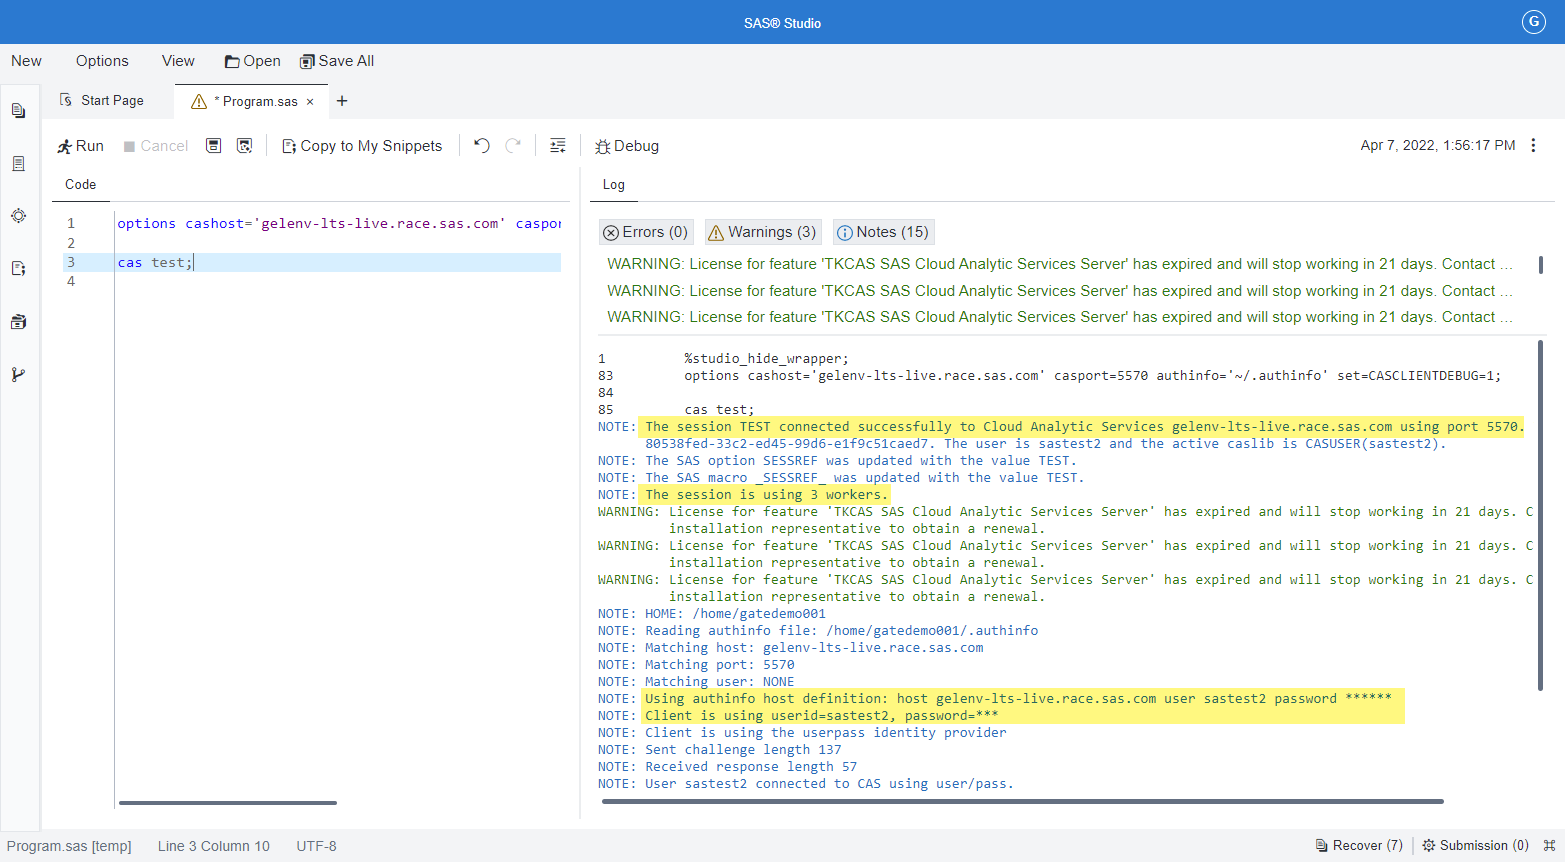 SAS® Studio
G
New Options View Open Save All
Start Page * Program.sas × +
Run Cancel Copy to My Snippets Debug Apr 7, 2022, 1:56:17 PM
Code
1 options cashost='gelenv-lts-live.race.sas.com' caspor
2
3 cas test;
4
Log
Errors (0) Warnings (3) Notes (15)
WARNING: License for feature 'TKCAS SAS Cloud Analytic Services Server' has expired and will stop working in 21 days. Contact ...
WARNING: License for feature 'TKCAS SAS Cloud Analytic Services Server' has expired and will stop working in 21 days. Contact ...
WARNING: License for feature 'TKCAS SAS Cloud Analytic Services Server' has expired and will stop working in 21 days. Contact ...
1 %studio_hide_wrapper;
83 options cashost='gelenv-lts-live.race.sas.com' casport=5570 authinfo='~/.authinfo' set=CASCLIENTDEBUG=1;
84
85 cas test;
NOTE: The session TEST connected successfully to Cloud Analytic Services gelenv-lts-live.race.sas.com using port 5570.
80538fed-33c2-ed45-99d6-e1f9c51caed7. The user is sastest2 and the active caslib is CASUSER(sastest2).
NOTE: The SAS option SESSREF was updated with the value TEST.
NOTE: The SAS macro _SESSREF_ was updated with the value TEST.
NOTE: The session is using 3 workers.
WARNING: License for feature 'TKCAS SAS Cloud Analytic Services Server' has expired and will stop working in 21 days. C
installation representative to obtain a renewal.
WARNING: License for feature 'TKCAS SAS Cloud Analytic Services Server' has expired and will stop working in 21 days. C
installation representative to obtain a renewal.
WARNING: License for feature 'TKCAS SAS Cloud Analytic Services Server' has expired and will stop working in 21 days. C
installation representative to obtain a renewal.
NOTE: HOME: /home/gatedemo001
NOTE: Reading authinfo file: /home/gatedemo001/.authinfo
NOTE: Matching host: gelenv-lts-live.race.sas.com
NOTE: Matching port: 5570
NOTE: Matching user: NONE
NOTE: Using authinfo host definition: host gelenv-lts-live.race.sas.com user sastest2 password ******
NOTE: Client is using userid=sastest2, password=***
NOTE: Client is using the userpass identity provider
NOTE: Sent challenge length 137
NOTE: Received response length 57
NOTE: User sastest2 connected to CAS using user/pass.
Program.sas [temp] Line 3 Column 10 UTF-8 Recover (7) Submission (0)